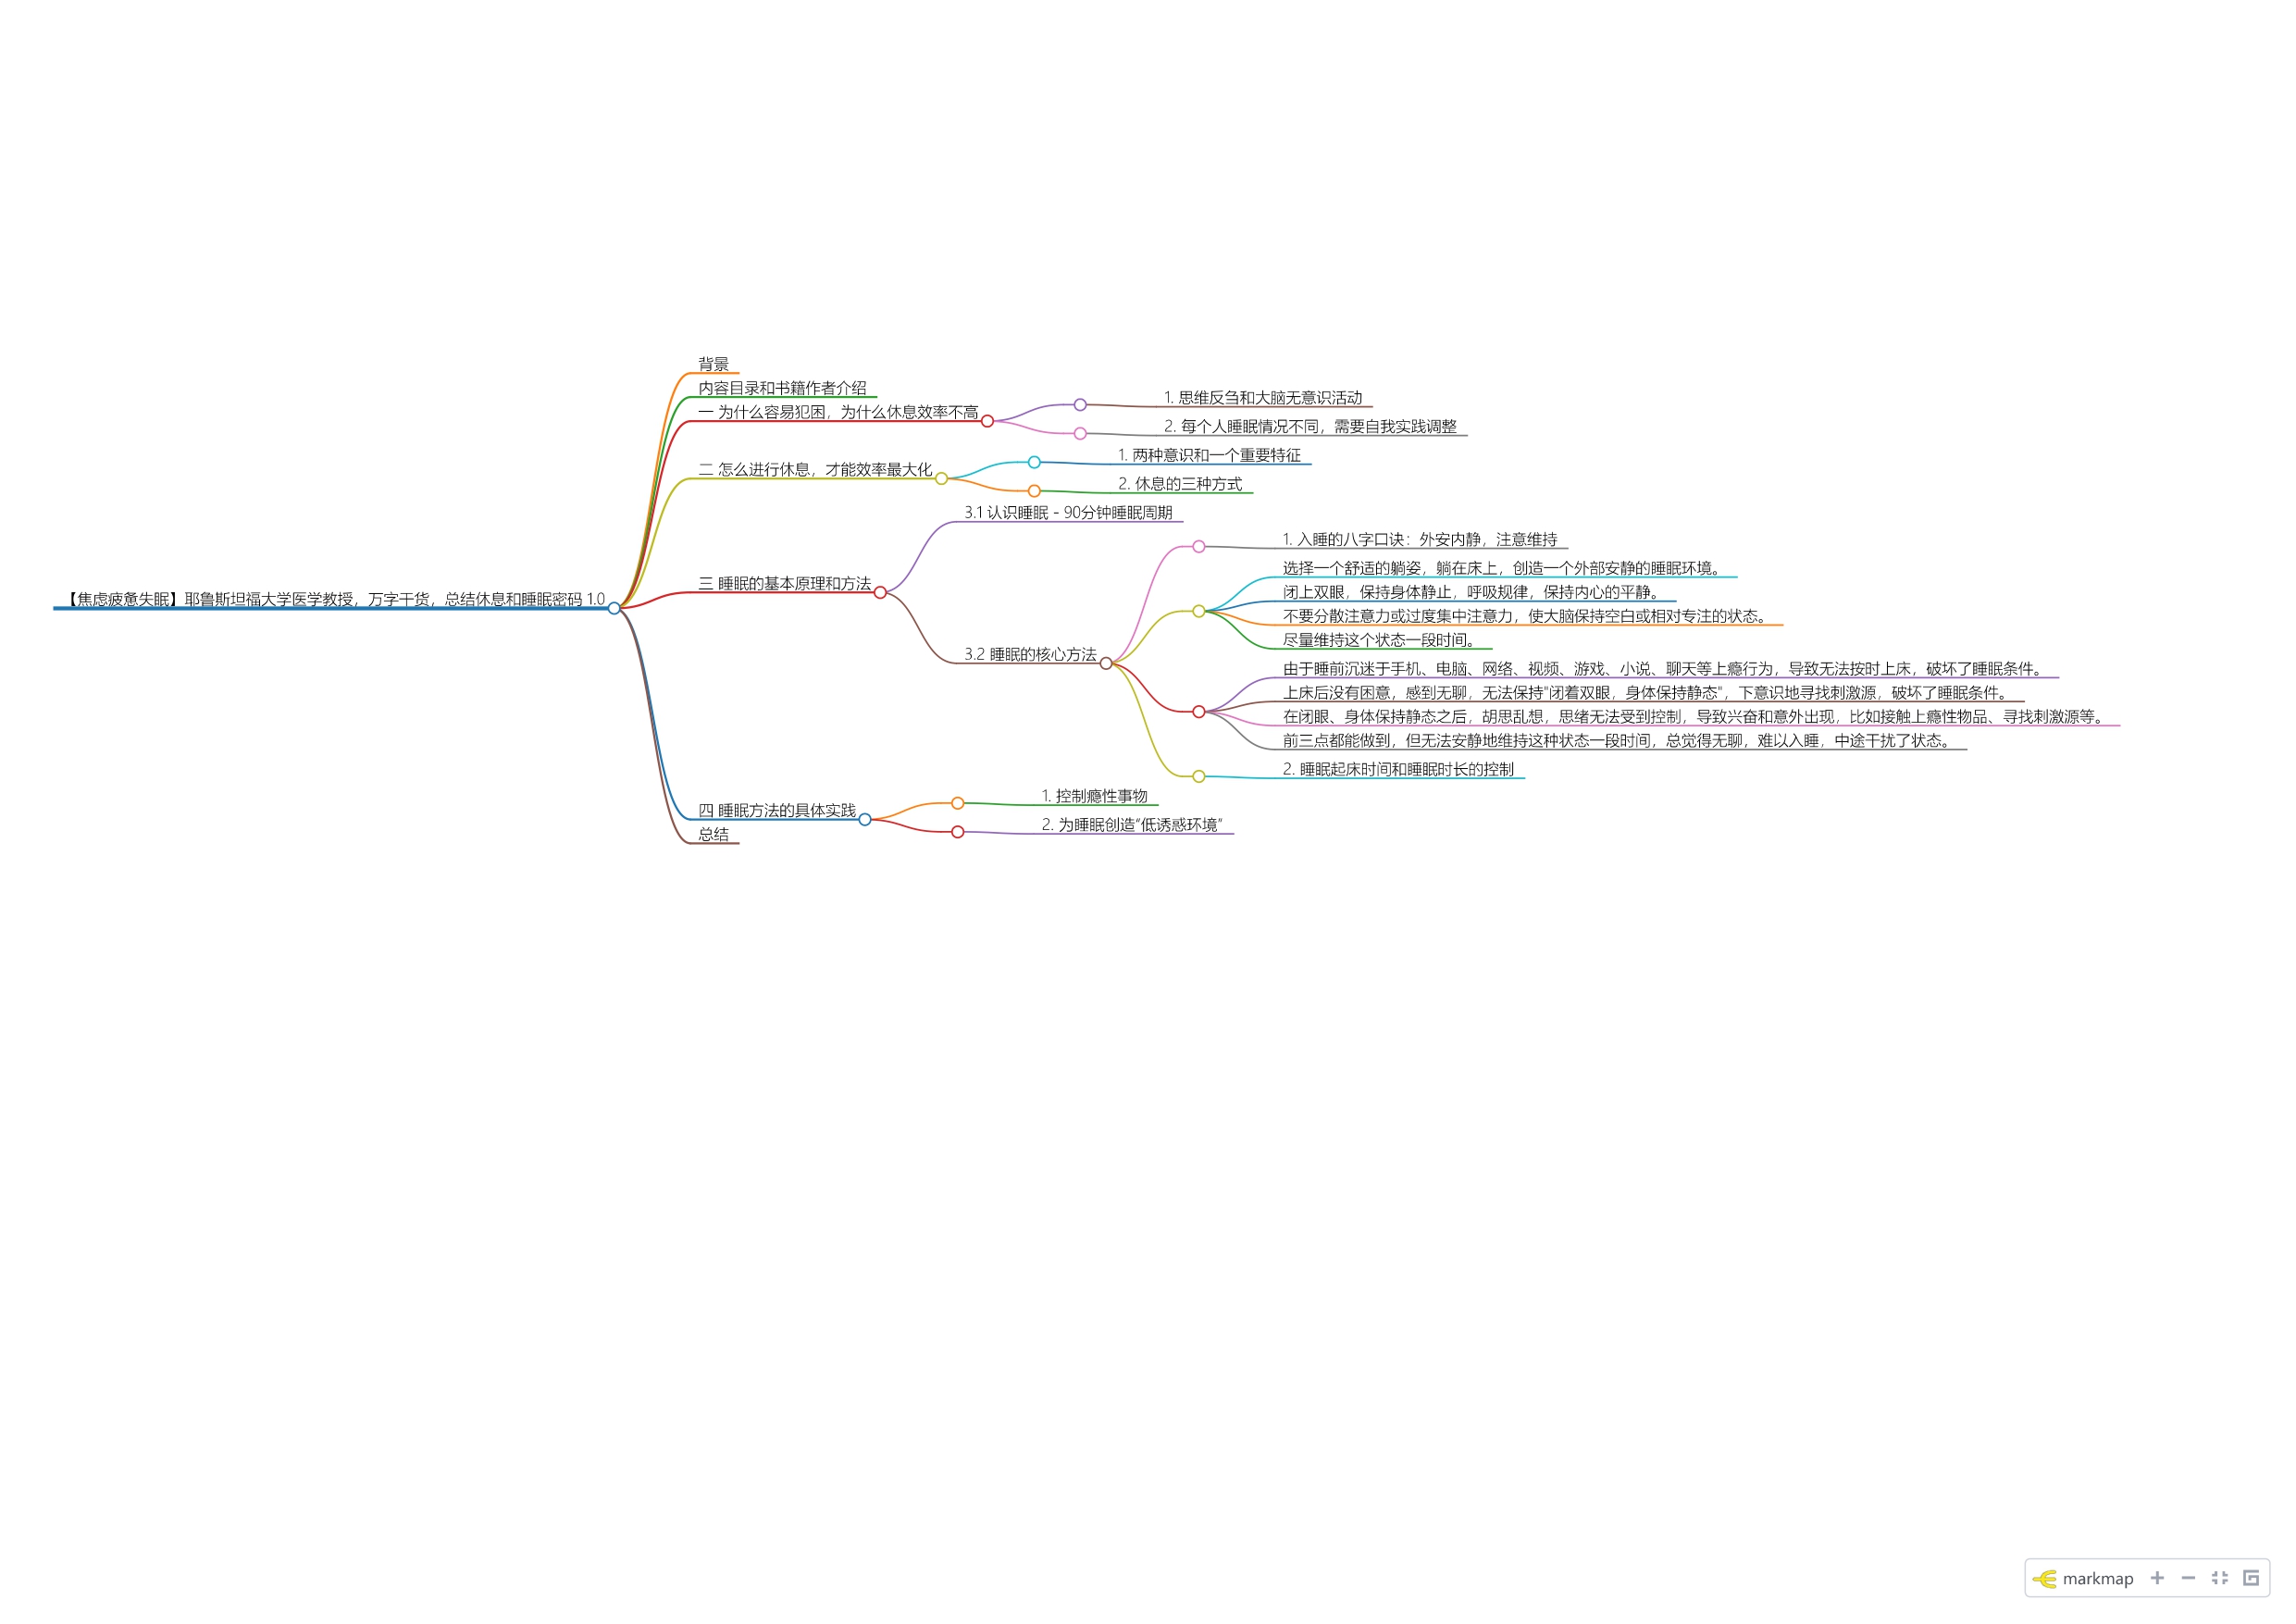 【焦虑疲惫失眠】耶鲁斯坦福大学医学教授，万字干货，总结休息和睡眠密码 1.0
背景
内容目录和书籍作者介绍
一 为什么容易犯困，为什么休息效率不高
1. 思维反刍和大脑无意识活动
2. 每个人睡眠情况不同，需要自我实践调整
二 怎么进行休息，才能效率最大化
1. 两种意识和一个重要特征
2. 休息的三种方式
三 睡眠的基本原理和方法
3.1 认识睡眠 - 90分钟睡眠周期
3.2 睡眠的核心方法
1. 入睡的八字口诀：外安内静，注意维持
选择一个舒适的躺姿，躺在床上，创造一个外部安静的睡眠环境。
闭上双眼，保持身体静止，呼吸规律，保持内心的平静。
不要分散注意力或过度集中注意力，使大脑保持空白或相对专注的状态。
尽量维持这个状态一段时间。
由于睡前沉迷于手机、电脑、网络、视频、游戏、小说、聊天等上瘾行为，导致无法按时上床，破坏了睡眠条件。
上床后没有困意，感到无聊，无法保持"闭着双眼，身体保持静态"，下意识地寻找刺激源，破坏了睡眠条件。
在闭眼、身体保持静态之后，胡思乱想，思绪无法受到控制，导致兴奋和意外出现，比如接触上瘾性物品、寻找刺激源等。
前三点都能做到，但无法安静地维持这种状态一段时间，总觉得无聊，难以入睡，中途干扰了状态。
2. 睡眠起床时间和睡眠时长的控制
四 睡眠方法的具体实践
1. 控制瘾性事物
2. 为睡眠创造“低诱惑环境”
总结
markmap